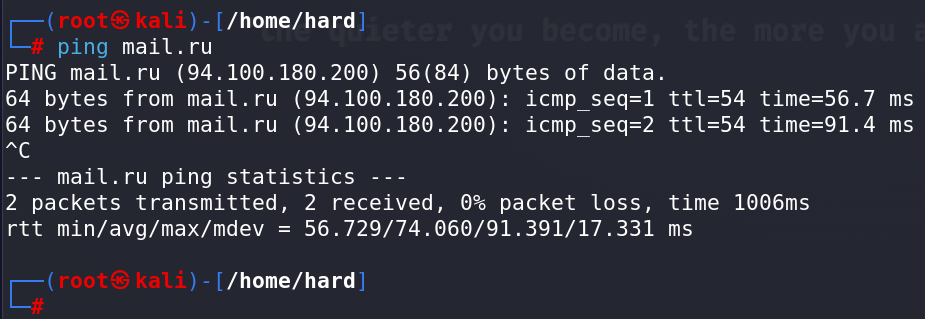 ┌──(root㉿kali)-[/home/hard]
the quieter you become, the more you a
└─# ping mail.ru
PING mail.ru (94.100.180.200) 56(84) bytes of data.
64 bytes from mail.ru (94.100.180.200): icmp_seq=1 ttl=54 time=56.7 ms
64 bytes from mail.ru (94.100.180.200): icmp_seq=2 ttl=54 time=91.4 ms
^C
--- mail.ru ping statistics ---
2 packets transmitted, 2 received, 0% packet loss, time 1006ms
rtt min/avg/max/mdev = 56.729/74.060/91.391/17.331 ms
┌──(root㉿kali)-[/home/hard]
└─#